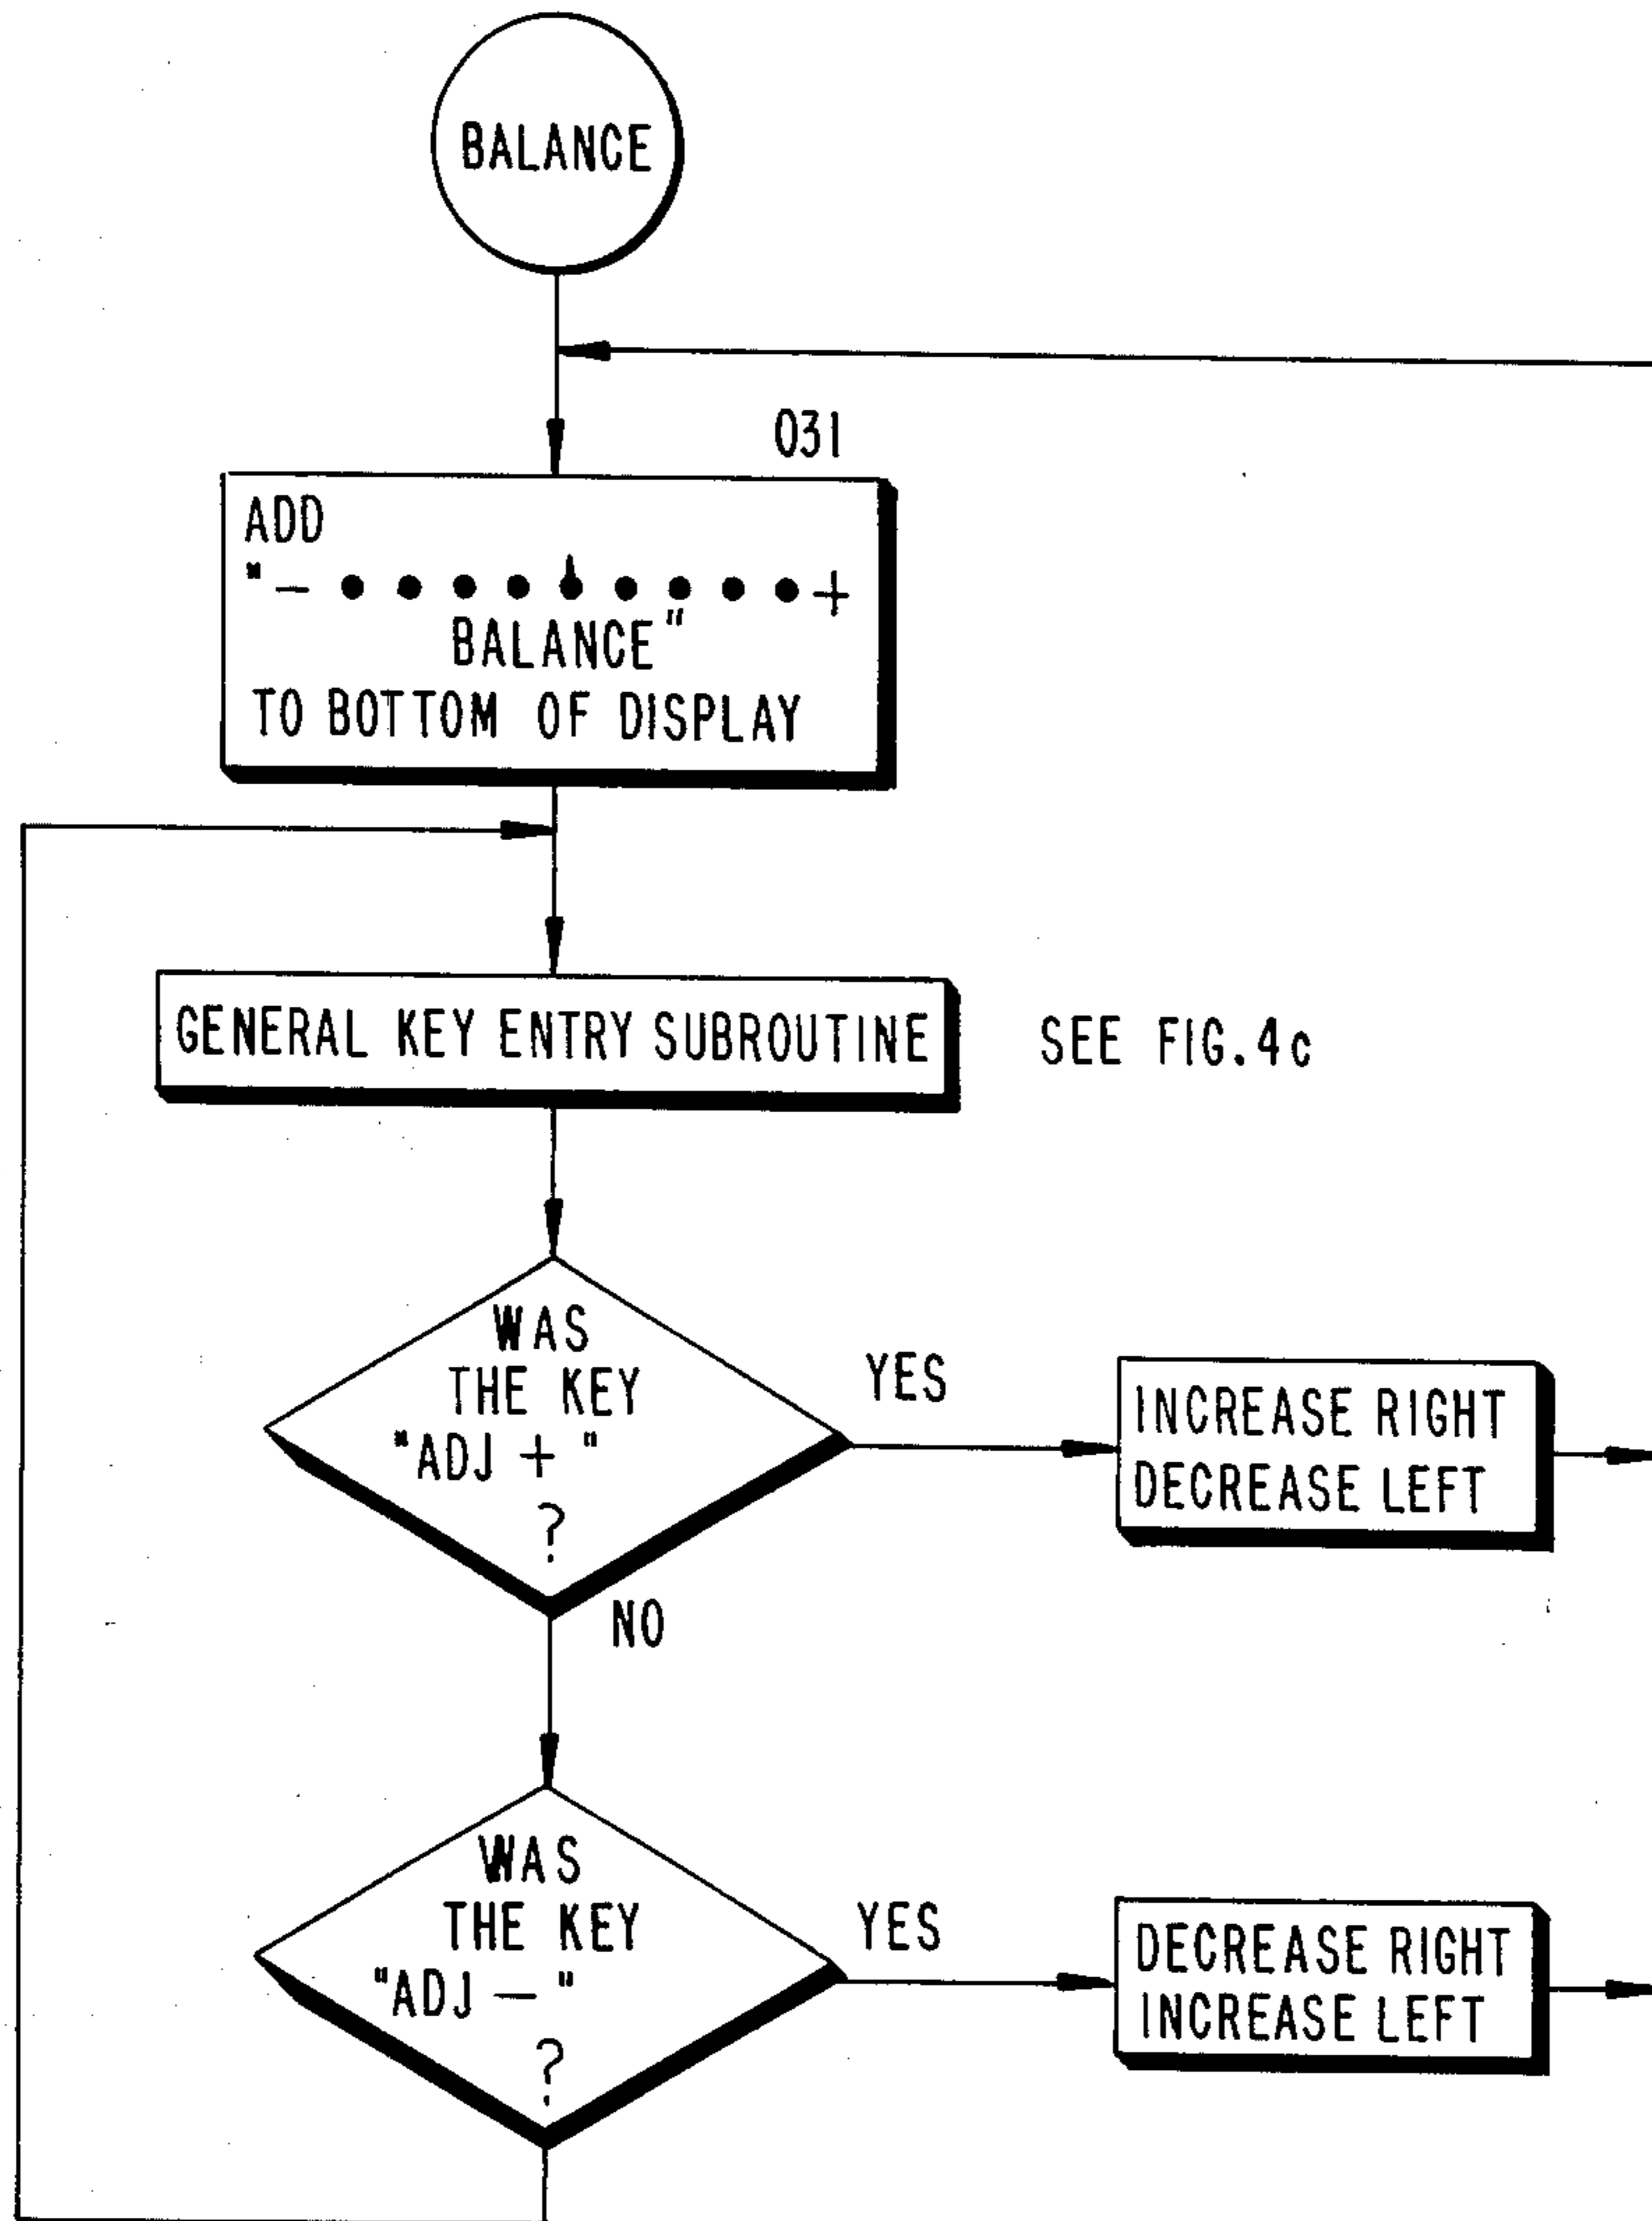 BALANCE
031
ADD
"- ● ● ● ● ● ● ● ● ● +
BALANCE"
TO BOTTOM OF DISPLAY
GENERAL KEY ENTRY SUBROUTINE
SEE FIG.4c
WAS
THE KEY
"ADJ + "
?
YES
INCREASE RIGHT
DECREASE LEFT
NO
WAS
THE KEY
"ADJ - "
?
YES
DECREASE RIGHT
INCREASE LEFT